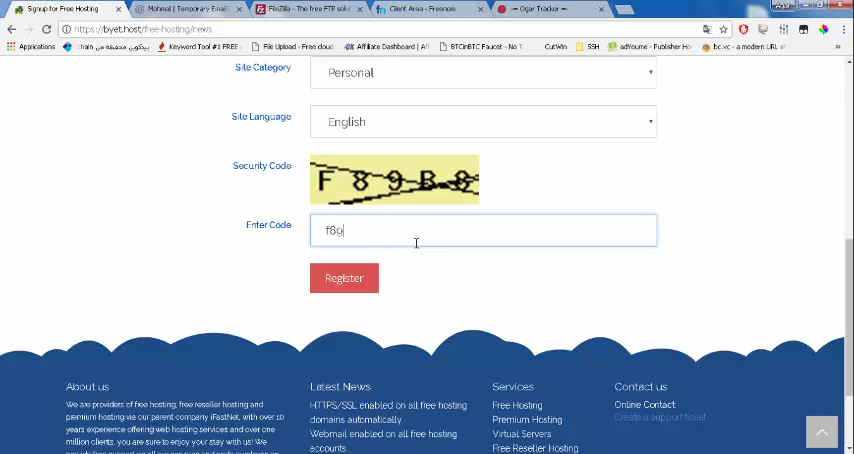 Signup for Free Hosting
Mohmal | Temporary Email
FileZilla - The free FTP solu
Client Area - Freenom
Ogar Tracker
https://byet.host/free-hosting/news
Applications
Keyword Tool #1 FREE
File Upload - Free cloud
Affiliate Dashboard | Aff
BTCinBTC Faucet - No Ti
CutWin
SSH
adYoume - Publisher Ho
bc.vc - a modern URL sh
Site Category
Personal
Site Language
English
Security Code
F 8 9 B 8
Enter Code
f89
Register
About us
We are providers of free hosting, free reseller hosting and
premium hosting via our parent company iFastNet, with over 10
years experience offering web hosting services and over one
million clients, you are sure to enjoy your stay with us! We
Latest News
HTTPS/SSL enabled on all free hosting
domains automatically.
Webmail enabled on all free hosting
accounts.
Services
Free Hosting
Premium Hosting
Virtual Servers
Free Reseller Hosting
Contact us
Online Contact
Create a support ticket